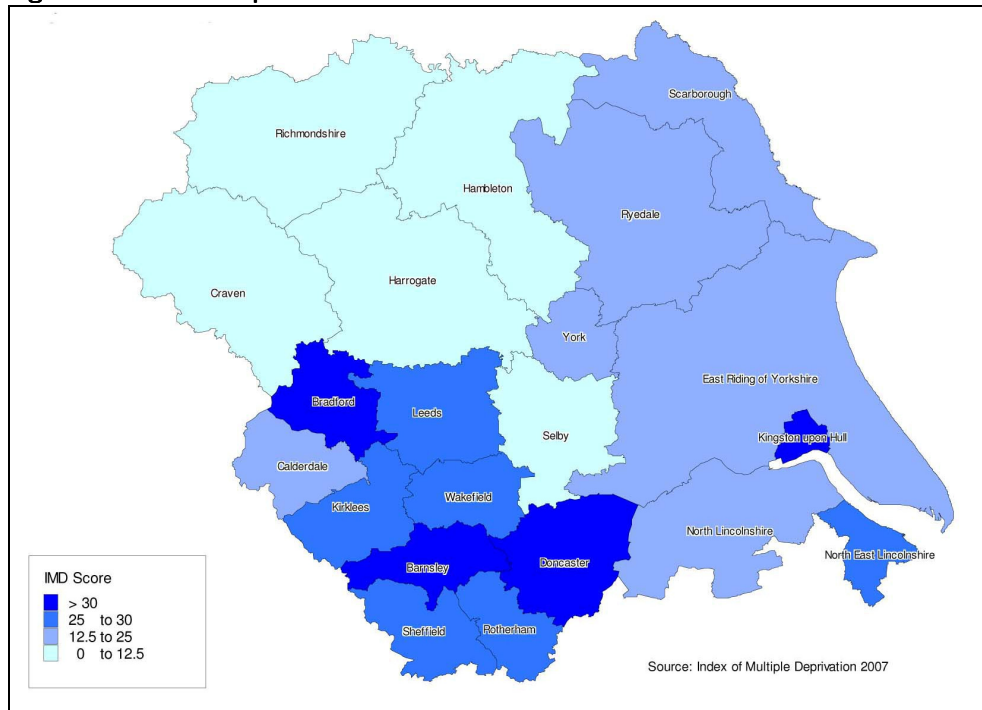 Scarborough
Richmondshire
Hambleton
Ryedale
Harrogate
Craven
York
East Riding of Yorkshire
Bradford
Leeds
Selby
Kingston upon Hull
Calderdale
Wakefield
Kirklees
North Lincolnshire
North East Lincolnshire
Barnsley
Doncaster
Sheffield
Rotherham
IMD Score
> 30
25 to 30
12.5 to 25
0 to 12.5
Source: Index of Multiple Deprivation 2007